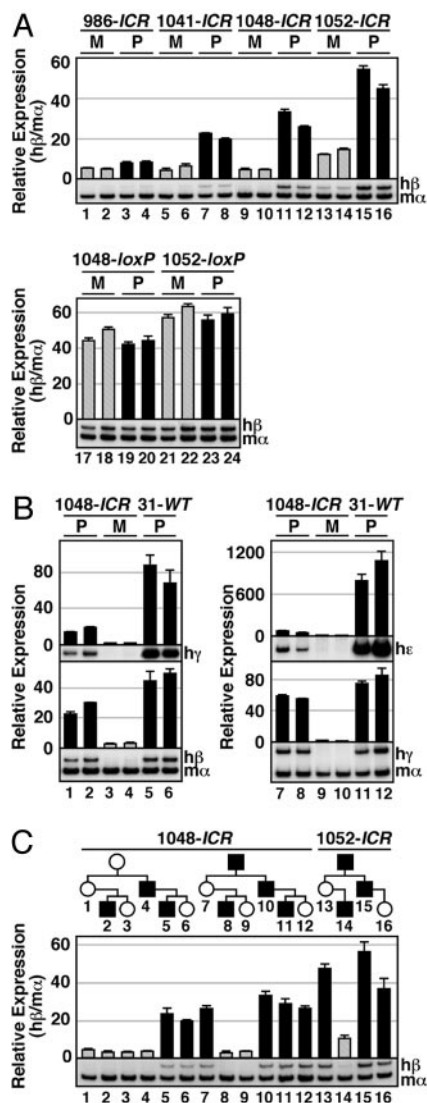 A
986-ICR 1041-ICR 1048-ICR 1052-ICR
M P M P M P M P
Relative Expression (hβ/mα)
60
40
20
0
hβ
mα
1 2 3 4 5 6 7 8 9 10 11 12 13 14 15 16
1048-loxP 1052-loxP
M P M P
Relative Expression (hβ/mα)
60
40
20
0
hβ
mα
17 18 19 20 21 22 23 24
B
1048-ICR 31-WT
P M P
Relative Expression
80
40
0
hγ
40
20
0
hβ
mα
1 2 3 4 5 6
1048-ICR 31-WT
P M P
Relative Expression
1200
600
0
hε
80
40
0
hγ
mα
7 8 9 10 11 12
C
1048-ICR 1052-ICR
1 4 7 10 13 15
2 3 5 6 8 9 11 12 14 16
Relative Expression (hβ/mα)
60
40
20
0
hβ
mα
1 2 3 4 5 6 7 8 9 10 11 12 13 14 15 16